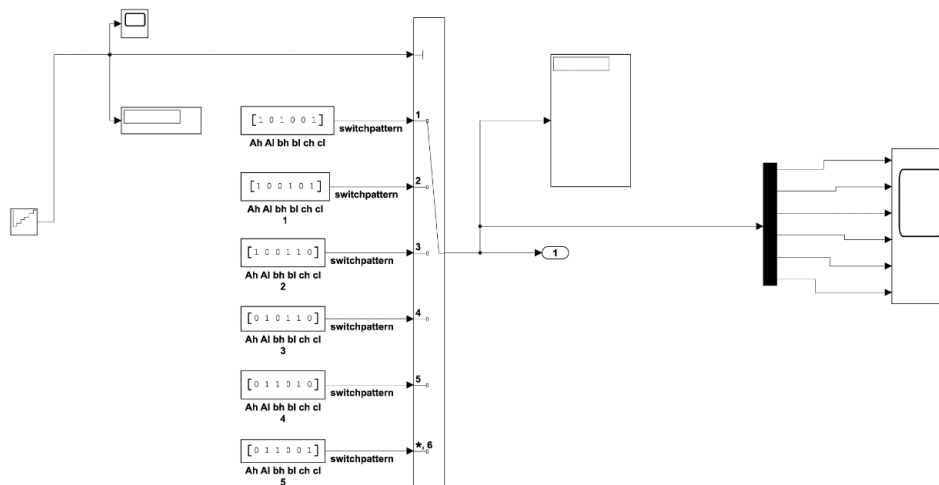 1
[1 0 1 0 0 1]
switchpattern
Ah Al bh bl ch cl
2
[1 0 0 1 0 1]
switchpattern
Ah Al bh bl ch cl
1
3
[1 0 0 1 1 0]
switchpattern
Ah Al bh bl ch cl
2
1
4
[0 1 0 1 1 0]
switchpattern
Ah Al bh bl ch cl
3
5
[0 1 1 0 1 0]
switchpattern
Ah Al bh bl ch cl
4
*, 6
[0 1 1 0 0 1]
switchpattern
Ah Al bh bl ch cl
5